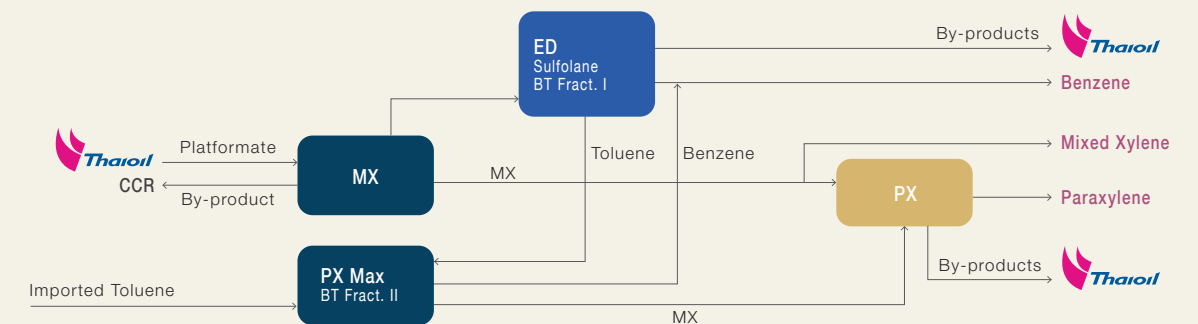 By-products
Thaioil
ED
Sulfolane
BT Fract. I
Benzene
Thaioil
CCR
Platformate
By-product
MX
Toluene
Benzene
Mixed Xylene
MX
PX
Paraxylene
Imported Toluene
PX Max
BT Fract. II
By-products
Thaioil
MX